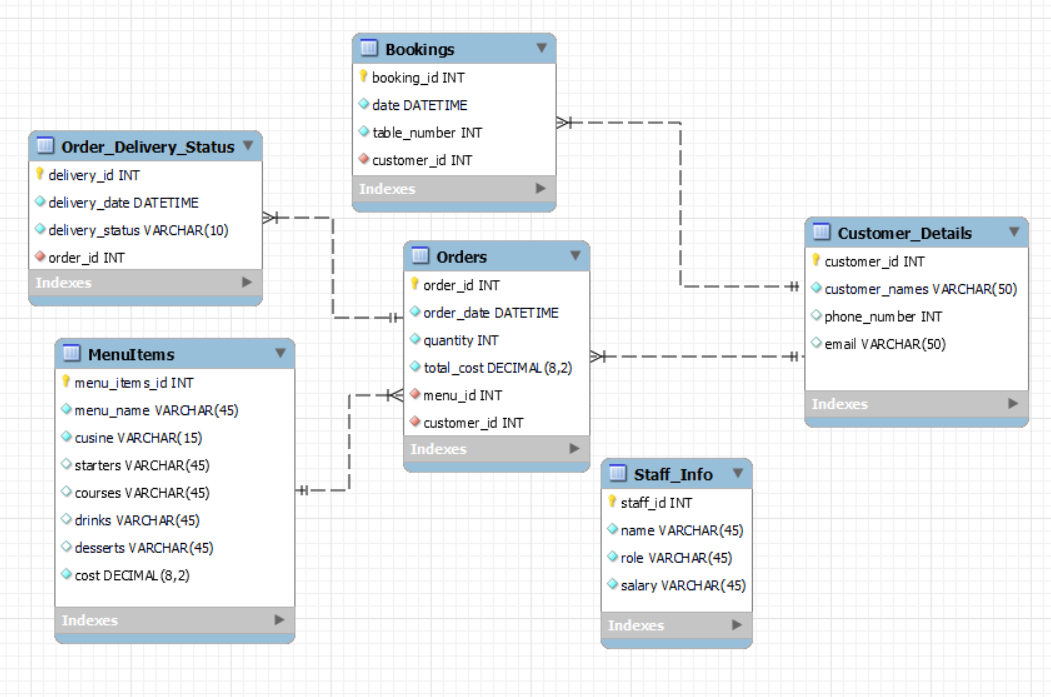 Bookings
booking_id INT
date DATETIME
table_number INT
customer_id INT
Indexes
Order_Delivery_Status
delivery_id INT
delivery_date DATETIME
delivery_status VARCHAR(10)
order_id INT
Indexes
Customer_Details
customer_id INT
customer_names VARCHAR(50)
phone_number INT
email VARCHAR(50)
Indexes
Orders
order_id INT
order_date DATETIME
quantity INT
total_cost DECIMAL(8,2)
menu_id INT
customer_id INT
Indexes
MenuItems
menu_items_id INT
menu_name VARCHAR(45)
cusine VARCHAR(15)
starters VARCHAR(45)
courses VARCHAR(45)
drinks VARCHAR(45)
desserts VARCHAR(45)
cost DECIMAL(8,2)
Indexes
Staff_Info
staff_id INT
name VARCHAR(45)
role VARCHAR(45)
salary VARCHAR(45)
Indexes